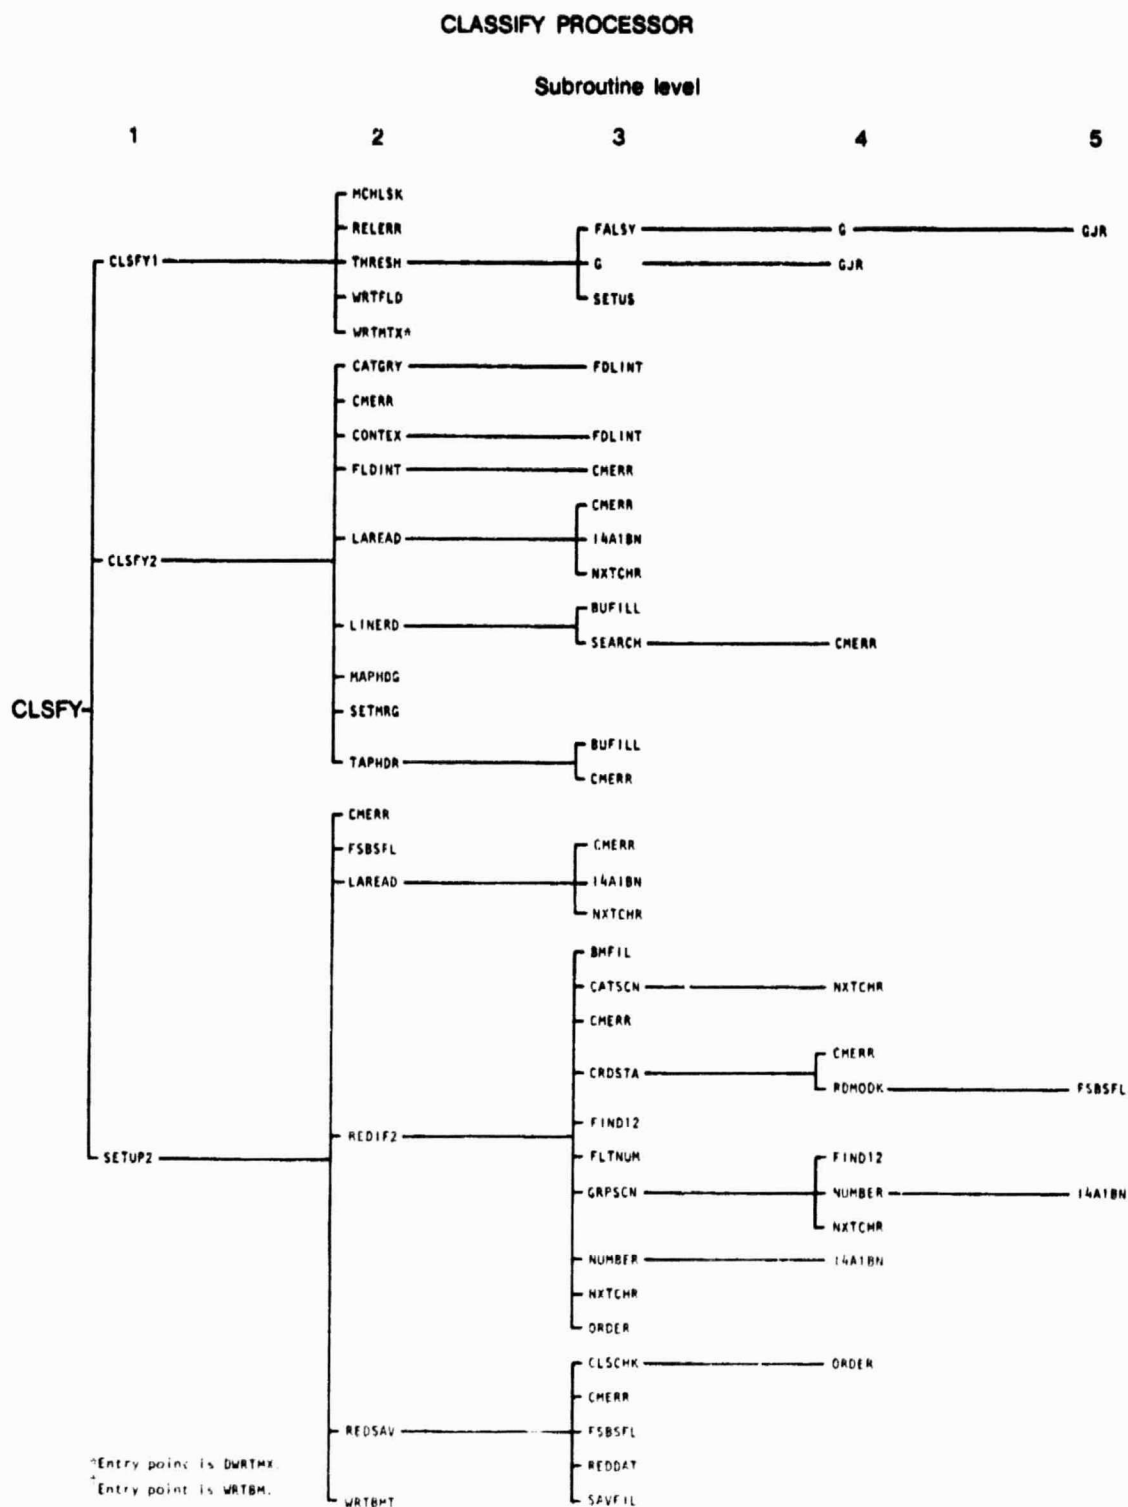 CLASSIFY PROCESSOR
Subroutine level
1 2 3 4 5
MCHLSK
RELERR
FALSY G GJR
CLSFY1 THRESH G GJR
WRTFLD SETUS
WRTMTX*
CATGRY FDLINT
CMERR
CONTEX FDLINT
FLDINT CMERR
CMERR
LAREAD I4A1BN
CLSFY2
NXTCHR
BUFILL
LINERD
SEARCH CMERR
MAPHDG
CLSFY
SETMRG
BUFILL
TAPHDR
CMERR
CMERR
FSBSFL CMERR
LAREAD I4A1BN
NXTCHR
BMFIL
CATSCN NXTCHR
CMERR
CMERR
CRDSTA
RDMODK FSBSFL
FIND12
REDIF2
SETUP2 FLTNUM FIND12
GRPSCN NUMBER I4A1BN
NXTCHR
NUMBER I4A1BN
NXTCHR
ORDER
CLSCHK ORDER
CMERR
REDSAV FSBSFL
*Entry point is DWRTMX. REDDAT
†Entry point is WRTBM.
WRTBMT SAVFIL